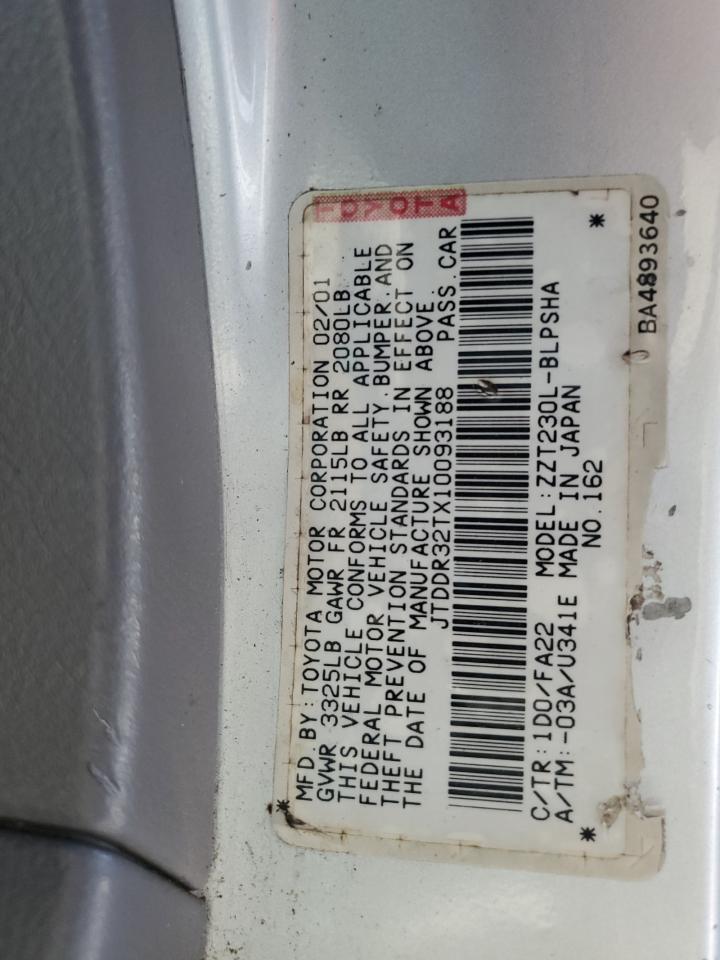 TOYOTA
MFD.BY:TOYOTA MOTOR CORPORATION 02/01
GVWR 3325LB GAWR FR 2115LB RR 2080LB
THIS VEHICLE CONFORMS TO ALL APPLICABLE
FEDERAL MOTOR VEHICLE SAFETY,BUMPER,AND
THEFT PREVENTION STANDARDS IN EFFECT ON
THE DATE OF MANUFACTURE SHOWN ABOVE.
JTDDR32TX10093188 PASS.CAR
C/TR:1D0/FA22 MODEL:ZZT230L-BLPSHA
A/TM:-03A/U341E MADE IN JAPAN
NO.162
BA4893640